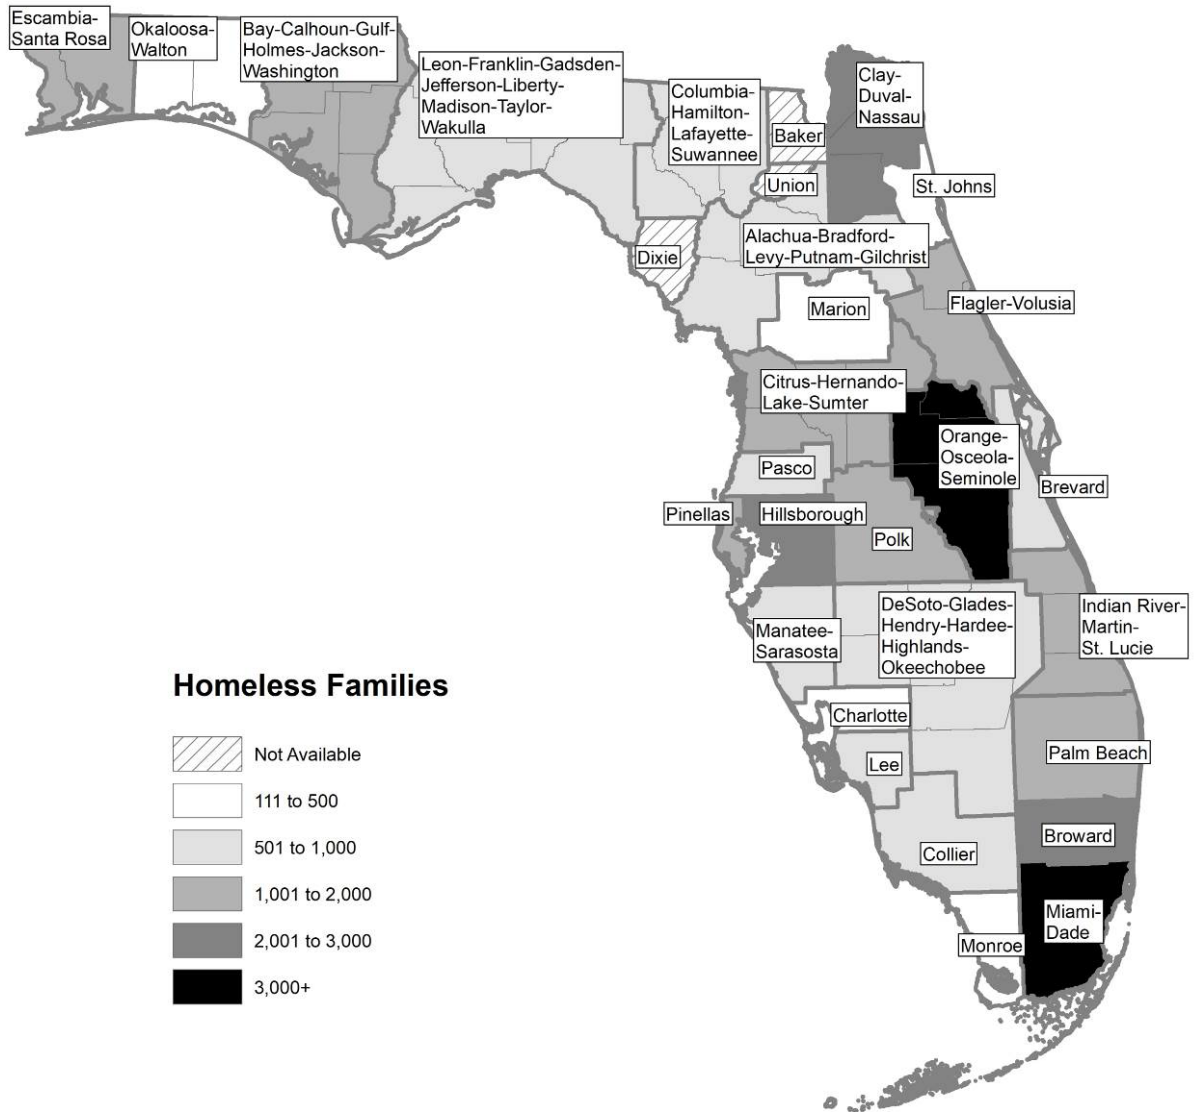 Escambia-
Santa Rosa
Okaloosa-
Walton
Bay-Calhoun-Gulf-
Holmes-Jackson-
Washington
Leon-Franklin-Gadsden-
Jefferson-Liberty-
Madison-Taylor-
Wakulla
Columbia-
Hamilton-
Lafayette-
Suwannee
Baker
Union
Clay-
Duval-
Nassau
St. Johns
Dixie
Alachua-Bradford-
Levy-Putnam-Gilchrist
Marion
Flagler-Volusia
Citrus-Hernando-
Lake-Sumter
Orange-
Osceola-
Seminole
Pasco
Brevard
Pinellas
Hillsborough
Polk
Manatee-
Sarasosta
DeSoto-Glades-
Hendry-Hardee-
Highlands-
Okeechobee
Indian River-
Martin-
St. Lucie
Charlotte
Lee
Palm Beach
Collier
Broward
Miami-
Dade
Monroe
Homeless Families
Not Available
111 to 500
501 to 1,000
1,001 to 2,000
2,001 to 3,000
3,000+